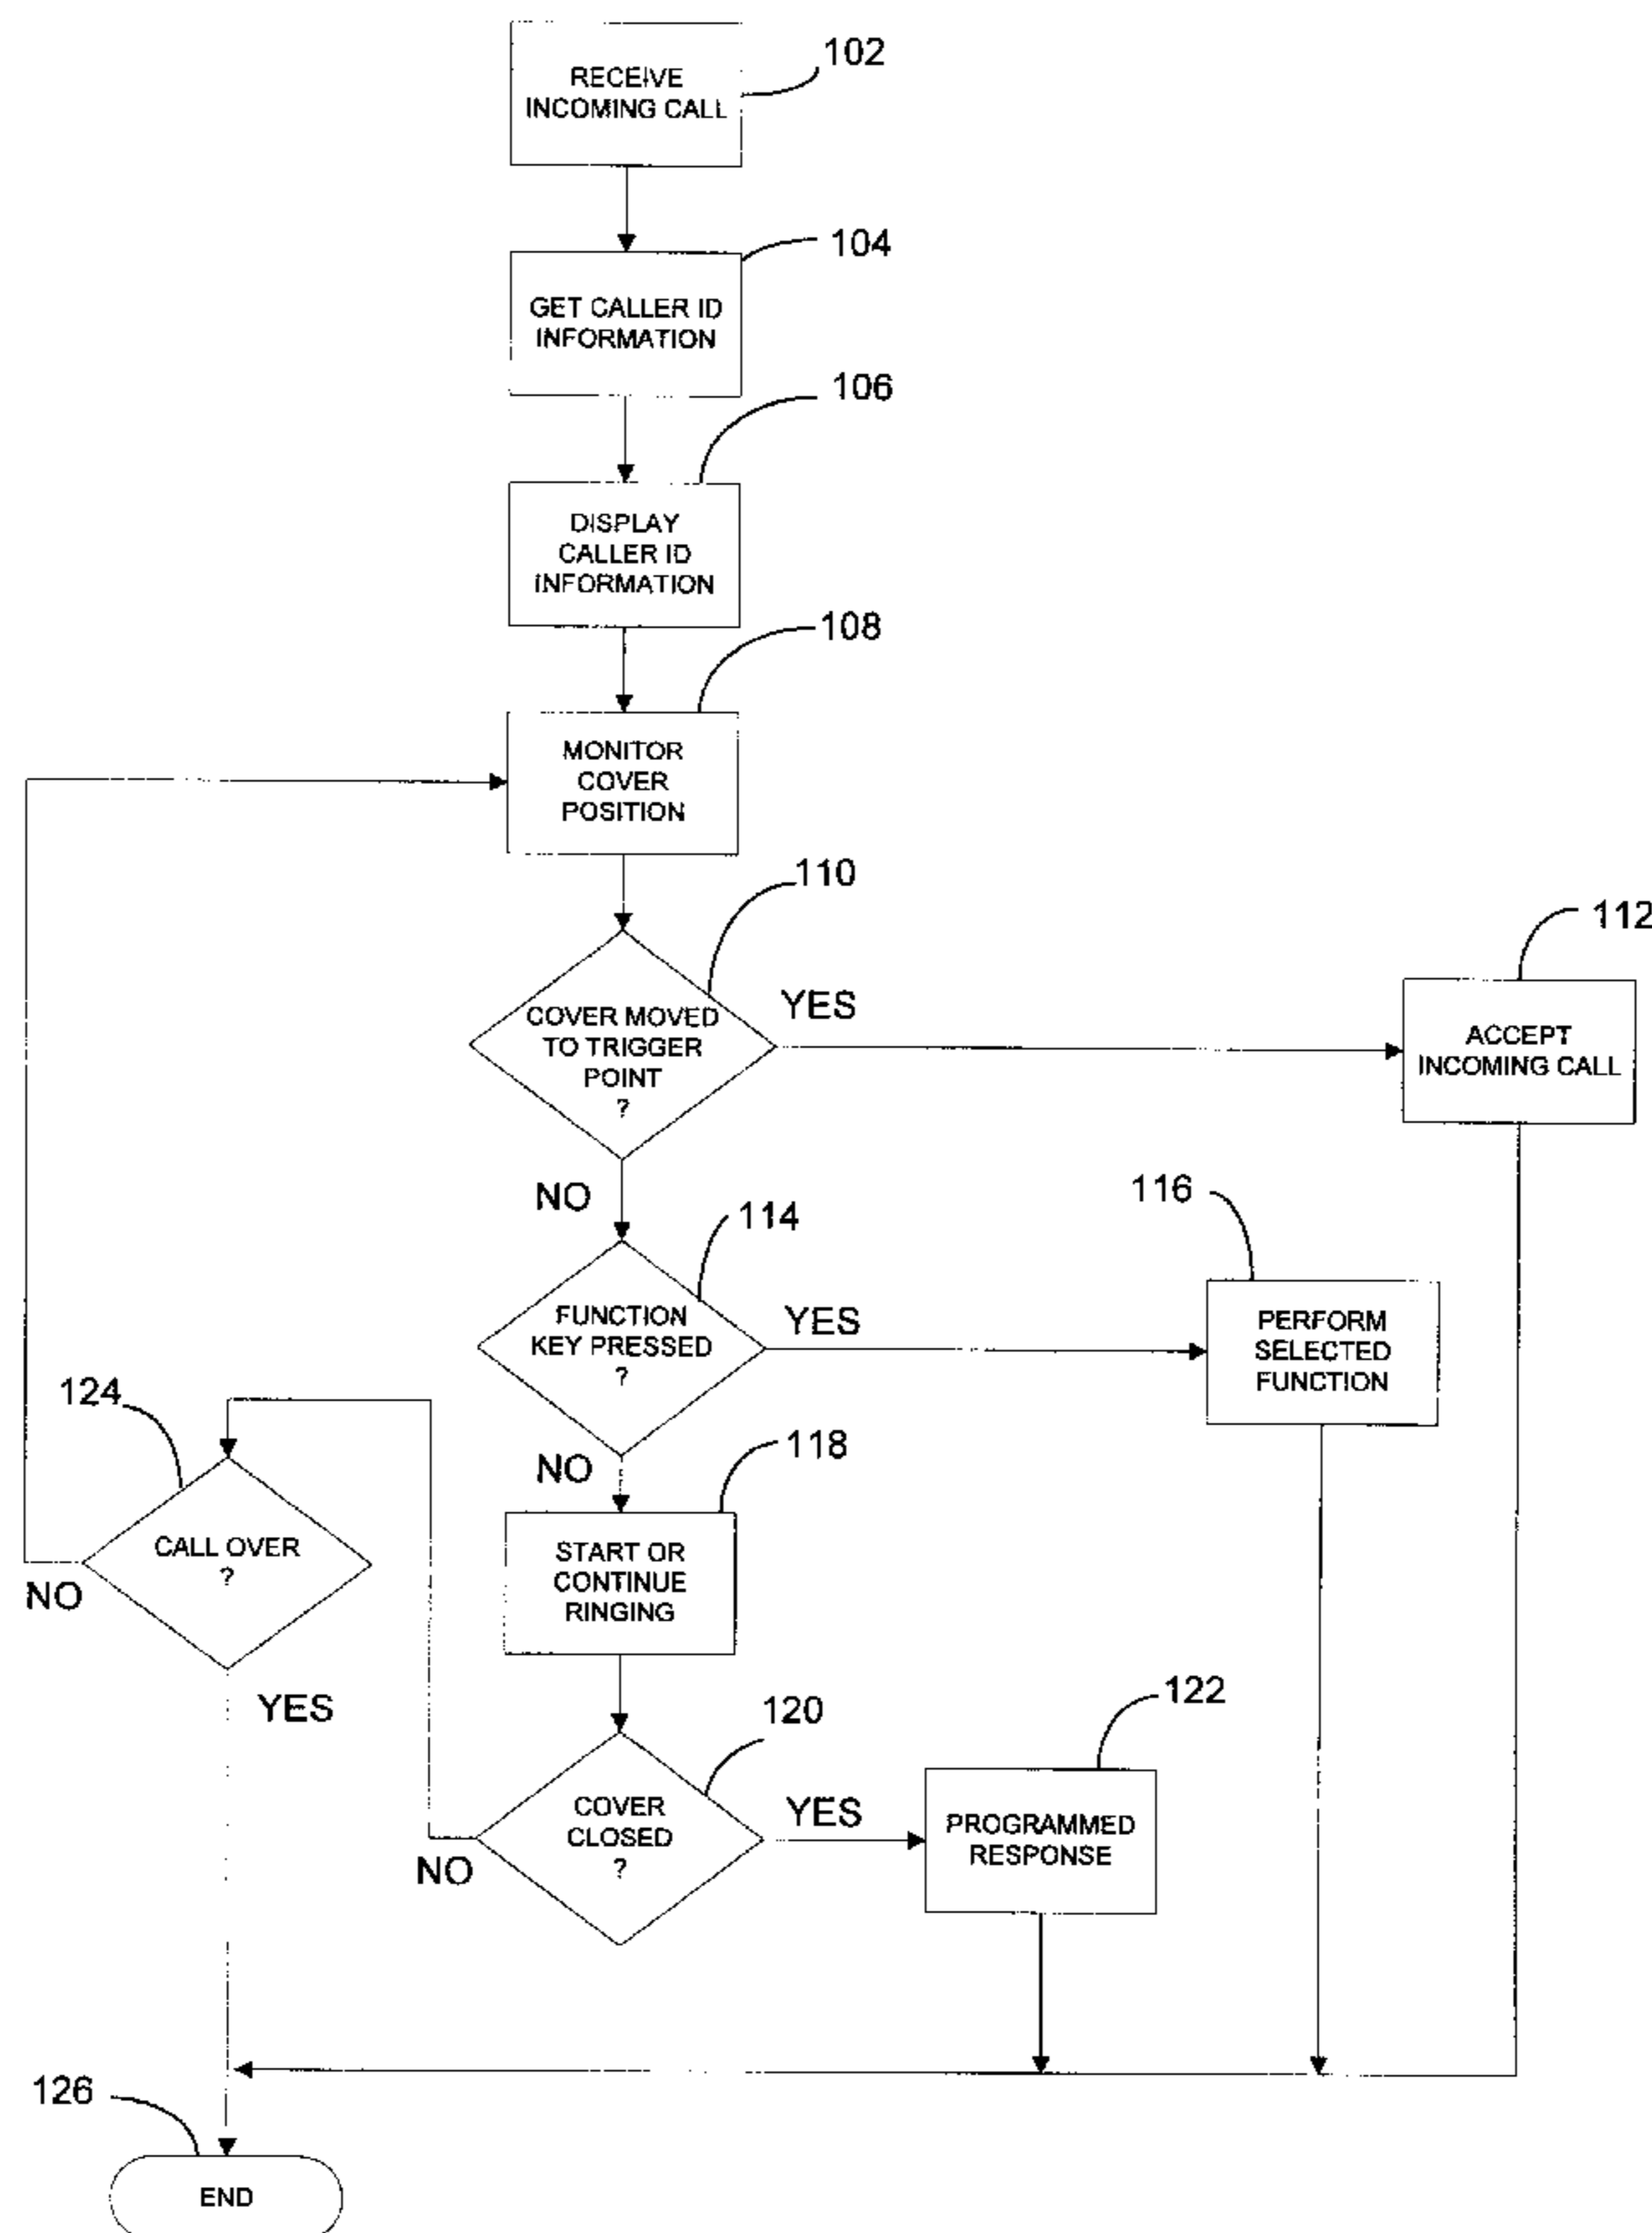 RECEIVE
INCOMING CALL
102
GET CALLER ID
INFORMATION
104
DISPLAY
CALLER ID
INFORMATION
106
MONITOR
COVER
POSITION
108
COVER MOVED
TO TRIGGER
POINT
?
110
YES
NO
ACCEPT
INCOMING CALL
112
FUNCTION
KEY PRESSED
?
114
YES
NO
PERFORM
SELECTED
FUNCTION
116
START OR
CONTINUE
RINGING
118
COVER
CLOSED
?
120
YES
NO
PROGRAMMED
RESPONSE
122
CALL OVER
?
124
NO
YES
END
126